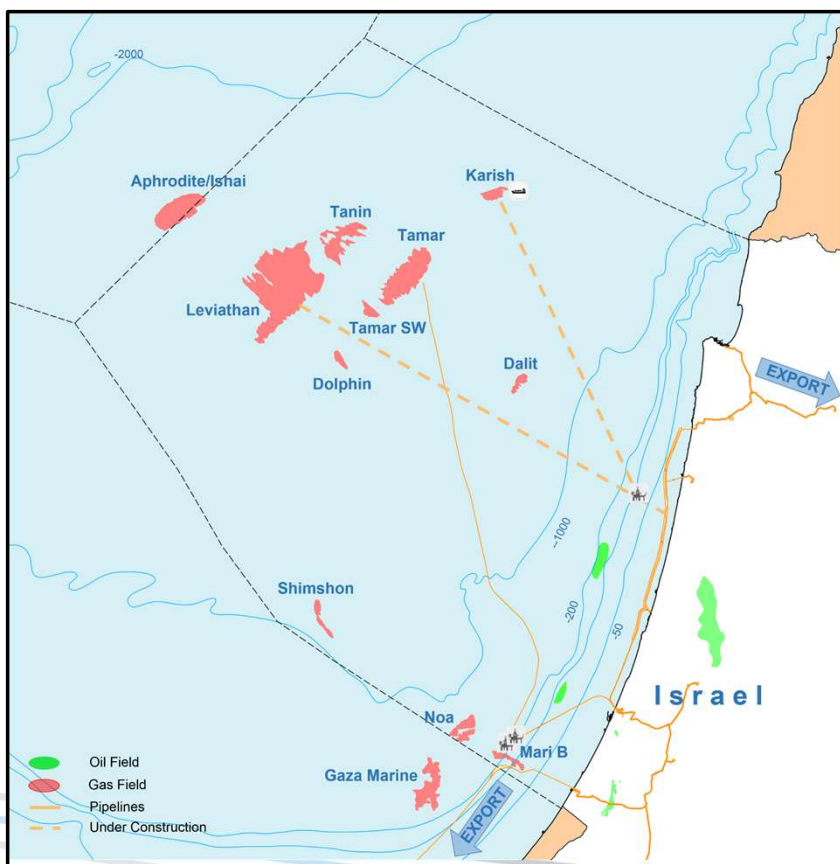 -2000
Aphrodite/Ishai
Karish
Tanin
Tamar
Leviathan
Tamar SW
Dolphin
Dalit
EXPORT
--1000
-200
-50
Shimshon
Israel
Noa
Mari B
Gaza Marine
EXPORT
Oil Field
Gas Field
Pipelines
Under Construction